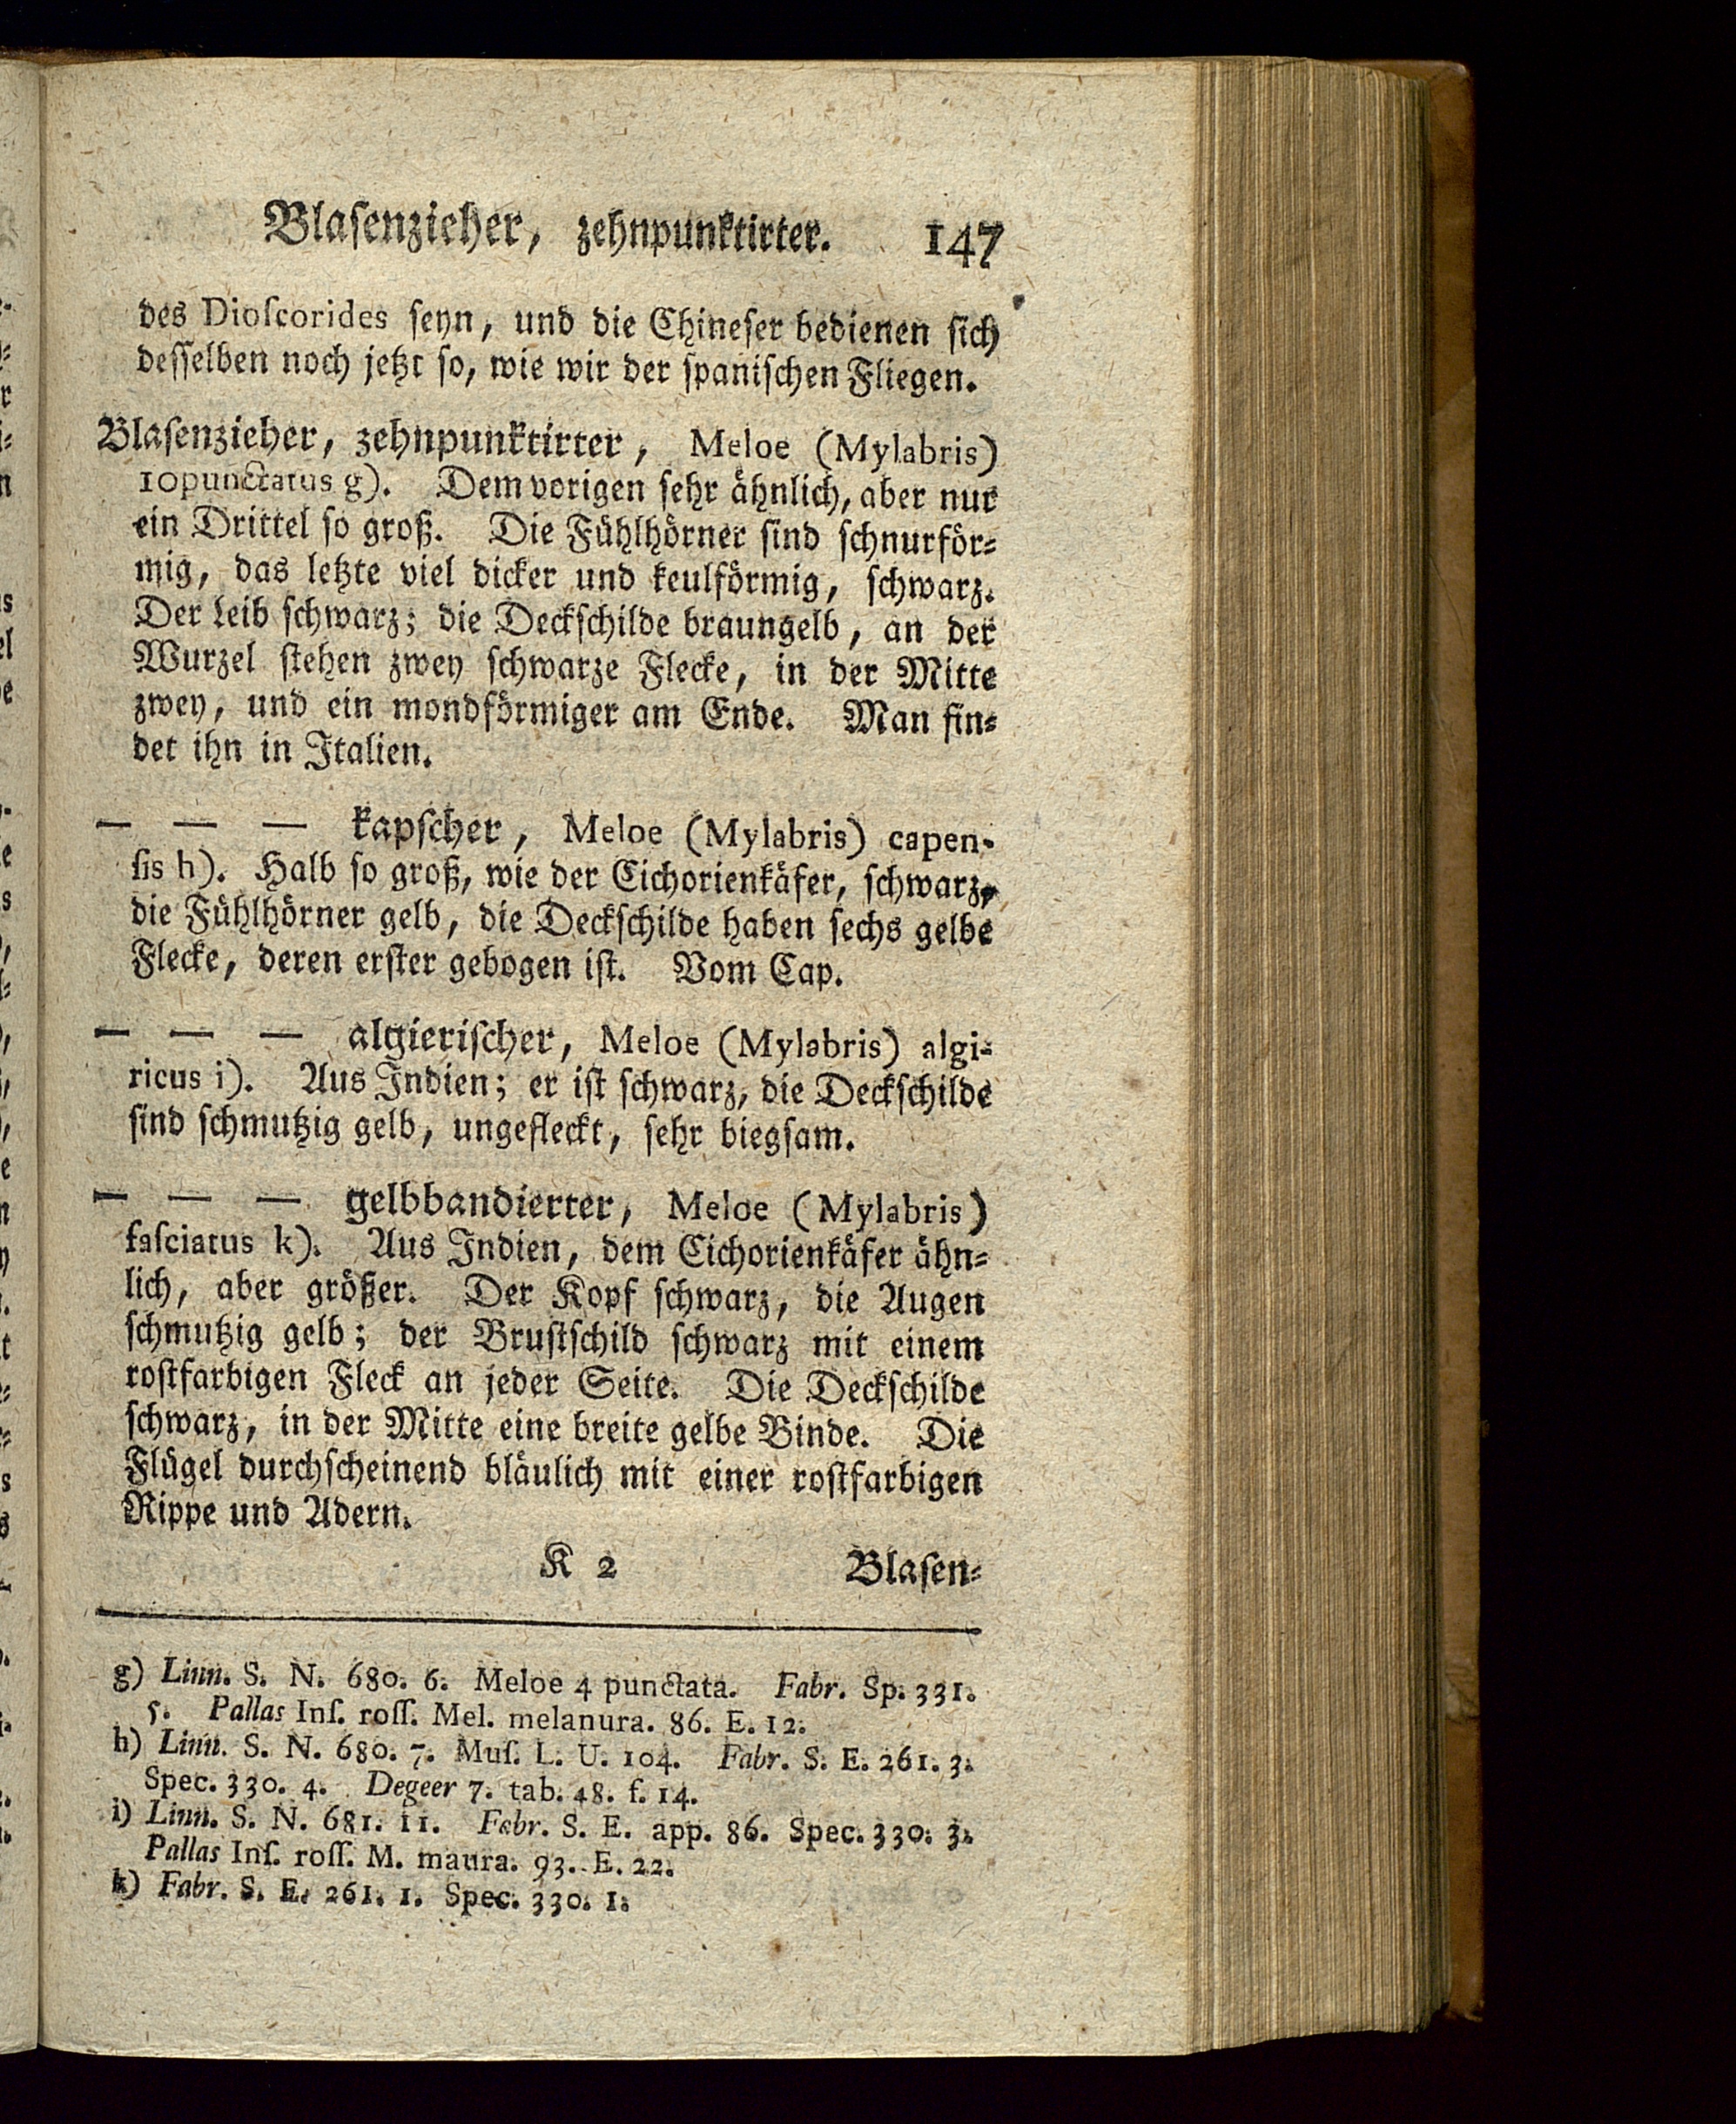 Blasenzieher, zehnpunktirter. 147
des Dioſcorides ſeyn, und die Chineſer bedienen ſich
deſſelben noch jetzt ſo, wie wir der ſpaniſchen Fliegen.
Blaſenzieher, zehnpunktirter, Meloe (Mylabris)
10punctatus g). Dem vorigen ſehr ähnlich, aber nur
ein Drittel ſo groß. Die Fühlhörner ſind ſchnurför⸗
mig, das letzte viel dicker und keulförmig, ſchwarz.
Der Leib ſchwarz; die Deckſchilde braungelb, an der
Wurzel ſtehen zwey ſchwarze Flecke, in der Mitte
zwey, und ein mondförmiger am Ende. Man fin⸗
det ihn in Italien.
— — — kapſcher, Meloe (Mylabris) capen-
ſis h). Halb ſo groß, wie der Cichorienkäfer, ſchwarz,
die Fühlhörner gelb, die Deckſchilde haben ſechs gelbe
Flecke, deren erſter gebogen iſt. Vom Cap.
— — — algieriſcher, Meloe (Mylabris) algi-
ricus i). Aus Indien; er iſt ſchwarz, die Deckſchilde
ſind ſchmutzig gelb, ungefleckt, ſehr biegſam.
— — — gelbbandierter, Meloe (Mylabris)
faſciatus k). Aus Indien, dem Cichorienkäfer ähn⸗
lich, aber größer. Der Kopf ſchwarz, die Augen
ſchmutzig gelb; der Bruſtſchild ſchwarz mit einem
roſtfarbigen Fleck an jeder Seite. Die Deckſchilde
ſchwarz, in der Mitte eine breite gelbe Binde. Die
Flügel durchſcheinend bläulich mit einer roſtfarbigen
Rippe und Adern.
K 2 Blaſen⸗
g) Linn. S. N. 680. 6. Meloe 4 punctata. Fabr. Sp. 331.
5. Pallas Inſ. roſſ. Mel. melanura. 86. E. 12.
h) Linn. S. N. 680. 7. Muſ. L. U. 104. Fabr. S. E. 261. 3.
Spec. 330. 4. Degeer 7. tab. 48. f. 14.
i) Linn. S. N. 681. 11. Fabr. S. E. app. 86. Spec. 330. 3.
Pallas Inſ. roſſ. M. maura. 93. E. 22.
k) Fabr. S. E. 261. 1. Spec. 330. 1.